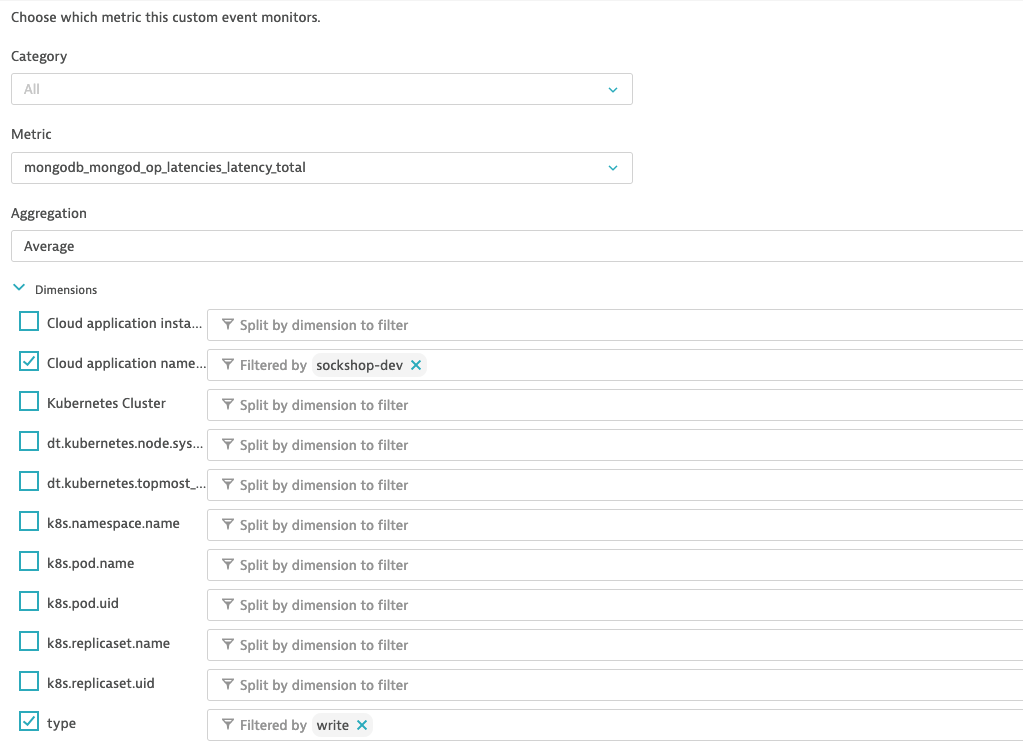 Choose which metric this custom event monitors.
Category
All
Metric
mongodb_mongod_op_latencies_latency_total
Aggregation
Average
Dimensions
Cloud application insta... Split by dimension to filter
Cloud application name... Filtered by sockshop-dev
Kubernetes Cluster Split by dimension to filter
dt.kubernetes.node.sys... Split by dimension to filter
dt.kubernetes.topmost_... Split by dimension to filter
k8s.namespace.name Split by dimension to filter
k8s.pod.name Split by dimension to filter
k8s.pod.uid Split by dimension to filter
k8s.replicaset.name Split by dimension to filter
k8s.replicaset.uid Split by dimension to filter
type Filtered by write